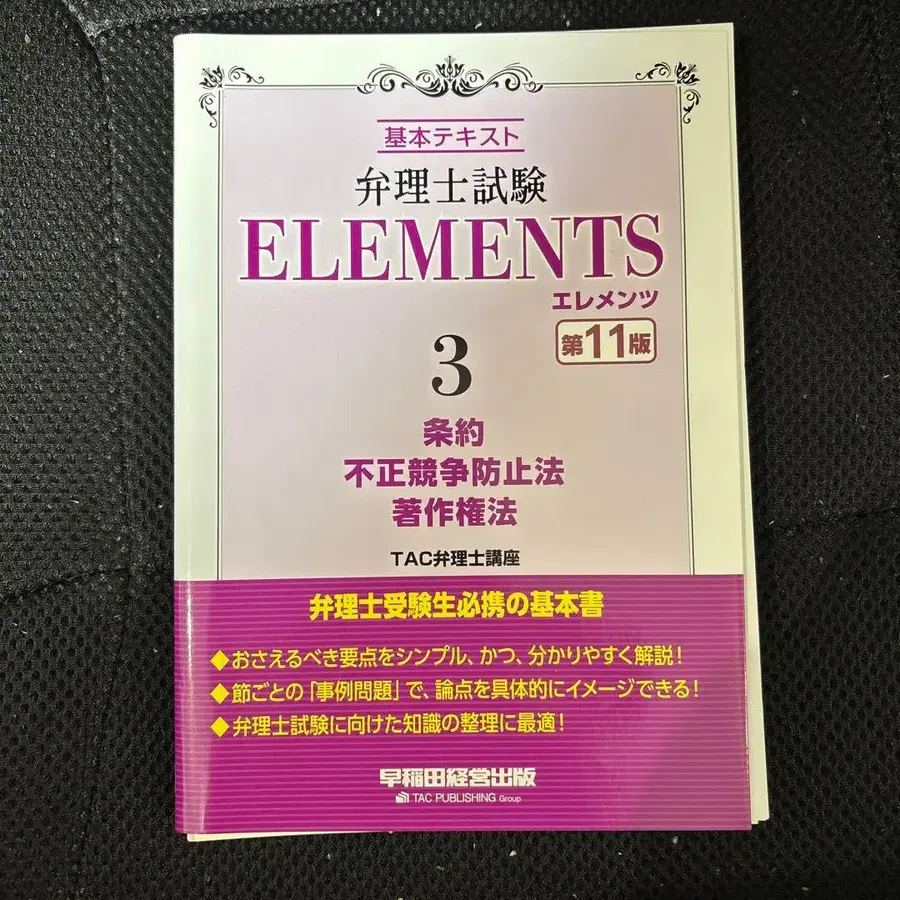 基本テキスト
弁理士試験
ELEMENTS
エレメンツ
第11版
3
条約
不正競争防止法
著作権法
TAC弁理士講座
弁理士受験生必携の基本書
◆おさえるべき要点をシンプル、かつ、分かりやすく解説!
◆節ごとの「事例問題」で、論点を具体的にイメージできる!
◆弁理士試験に向けた知識の整理に最適!
早稲田経営出版
TAC PUBLISHING Group